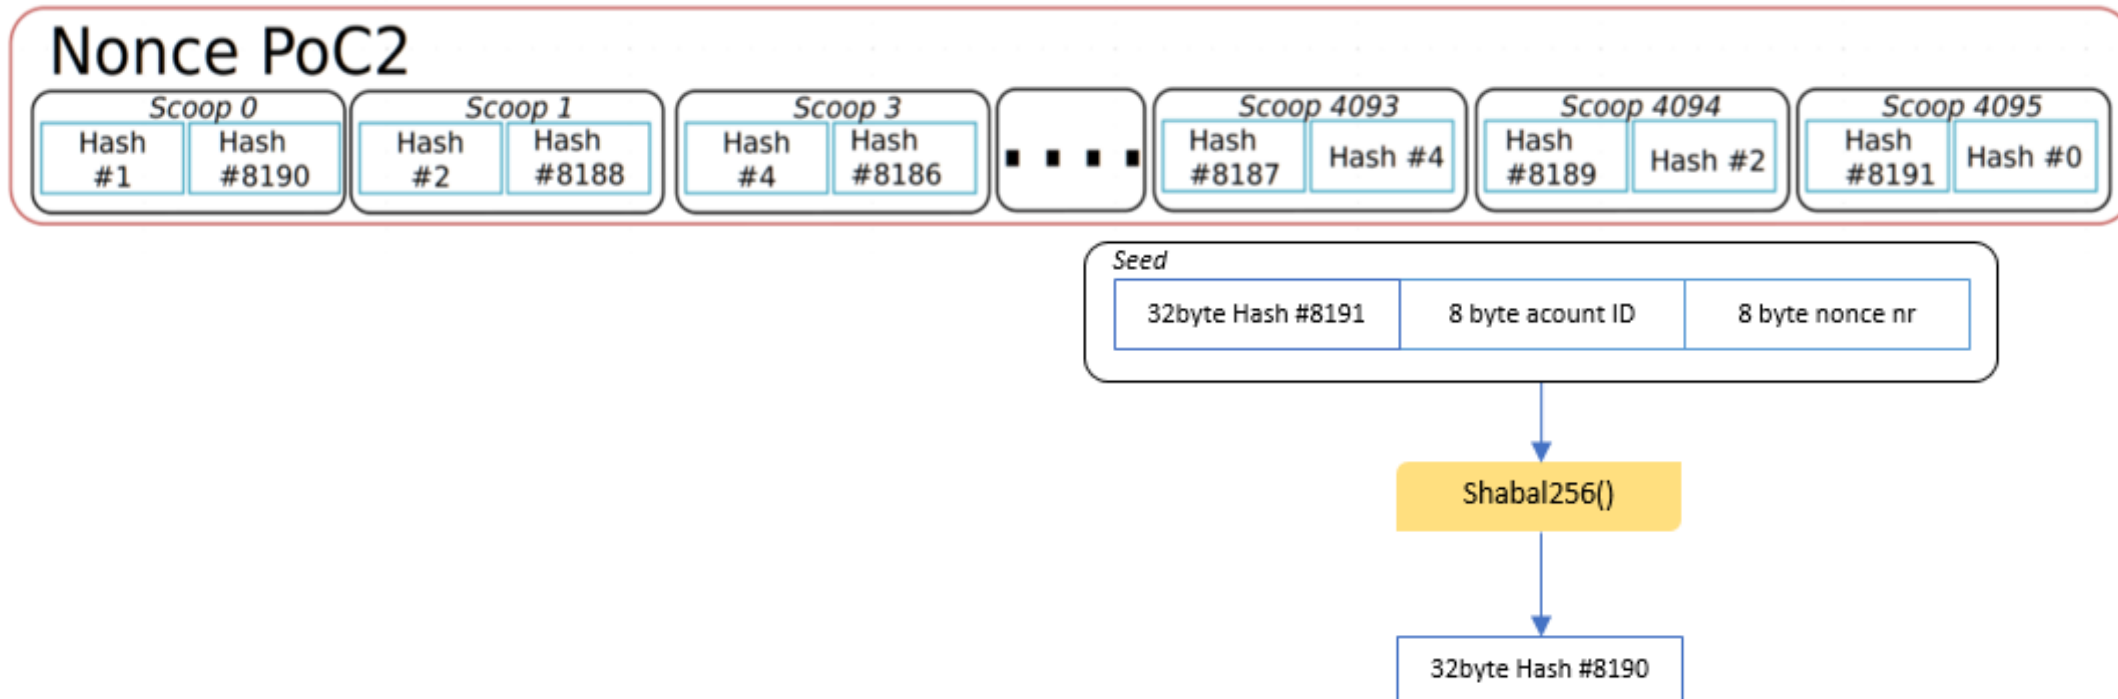 Nonce PoC2
Scoop 0
Hash
#1
Hash
#8190
Scoop 1
Hash
#2
Hash
#8188
Scoop 3
Hash
#4
Hash
#8186
Scoop 4093
Hash
#8187
Hash #4
Scoop 4094
Hash
#8189
Hash #2
Scoop 4095
Hash
#8191
Hash #0
Seed
32byte Hash #8191
8 byte acount ID
8 byte nonce nr
Shabal256()
32byte Hash #8190